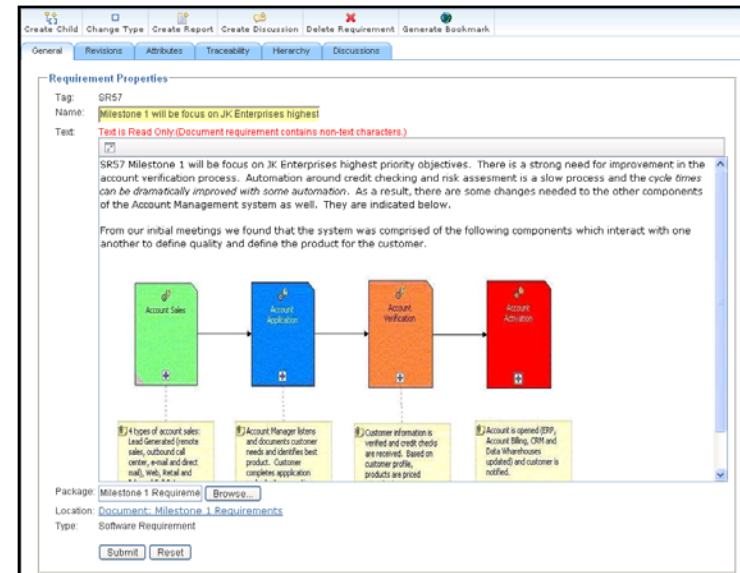 Create Child Change Type Create Report Create Discussion Delete Requirement Generate Bookmark
General Revisions Attributes Traceability Hierarchy Discussions
Requirement Properties
Tag: SR57
Name: Milestone 1 will be focus on JK Enterprises highest
Text: Text is Read Only.(Document requirement contains non-text characters.)
SR57 Milestone 1 will be focus on JK Enterprises highest priority objectives. There is a strong need for improvement in the
account verification process. Automation around credit checking and risk assesment is a slow process and the cycle times
can be dramatically improved with some automation. As a result, there are some changes needed to the other components
of the Account Management system as well. They are indicated below.
From our initial meetings we found that the system was comprised of the following components which interact with one
another to define quality and define the product for the customer.
Account Sales
Account
Application
Account
Verification
Account
Activation
4 types of account sales:
Lead Generated (remote
sales, outbound call
center, e-mail and direct
mail), Web, Retail and
Account Manager listens
and documents customer
needs and identifies best
product. Customer
completes appplication
Customer information is
verified and credit checks
are received. Based on
customer profile,
products are priced
Account is opened (ERP,
Account Billing, CRM and
Data Wharehouses
updated) and customer is
notified.
Package: Milestone 1 Requireme Browse...
Location: Document: Milestone 1 Requirements
Type: Software Requirement
Submit Reset